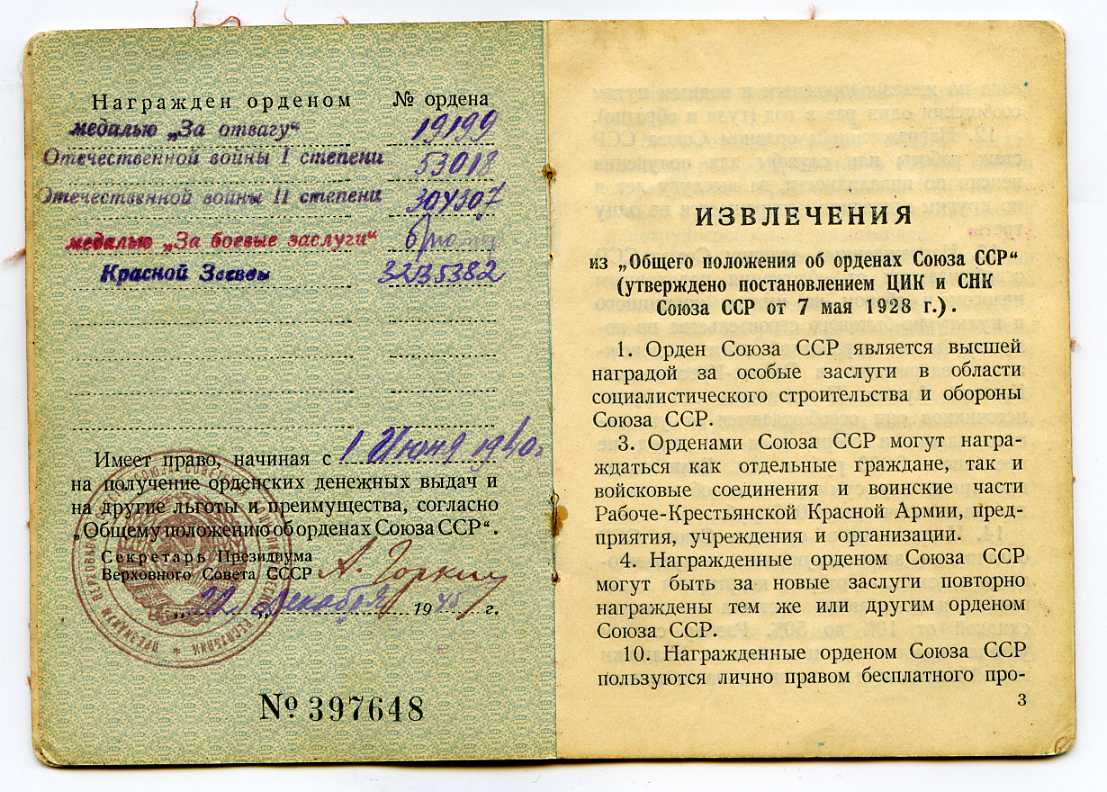 Награжден орденом № ордена
медалью „За отвагу“ 19199
Отечественной войны I степени 53018
Отечественной войны II степени 304307
медалью „За боевые заслуги“
Красной Звезды 3235382
Имеет право, начиная с 1 Июня 1940г
на получение орденских денежных выдач и
на другие льготы и преимущества, согласно
„Общему положению об орденах Союза ССР“.
Секретарь Президиума
Верховного Совета СССР А. Горкин
„22“ декабря 1945 г.
№ 397648
ИЗВЛЕЧЕНИЯ
из „Общего положения об орденах Союза ССР“
(утверждено постановлением ЦИК и СНК
Союза ССР от 7 мая 1928 г.).
1. Орден Союза ССР является высшей
наградой за особые заслуги в области
социалистического строительства и обороны
Союза ССР.
3. Орденами Союза ССР могут награ-
ждаться как отдельные граждане, так и
войсковые соединения и воинские части
Рабоче-Крестьянской Красной Армии, пред-
приятия, учреждения и организации.
4. Награжденные орденом Союза ССР
могут быть за новые заслуги повторно
награждены тем же или другим орденом
Союза ССР.
10. Награжденные орденом Союза ССР
пользуются лично правом бесплатного про-
3